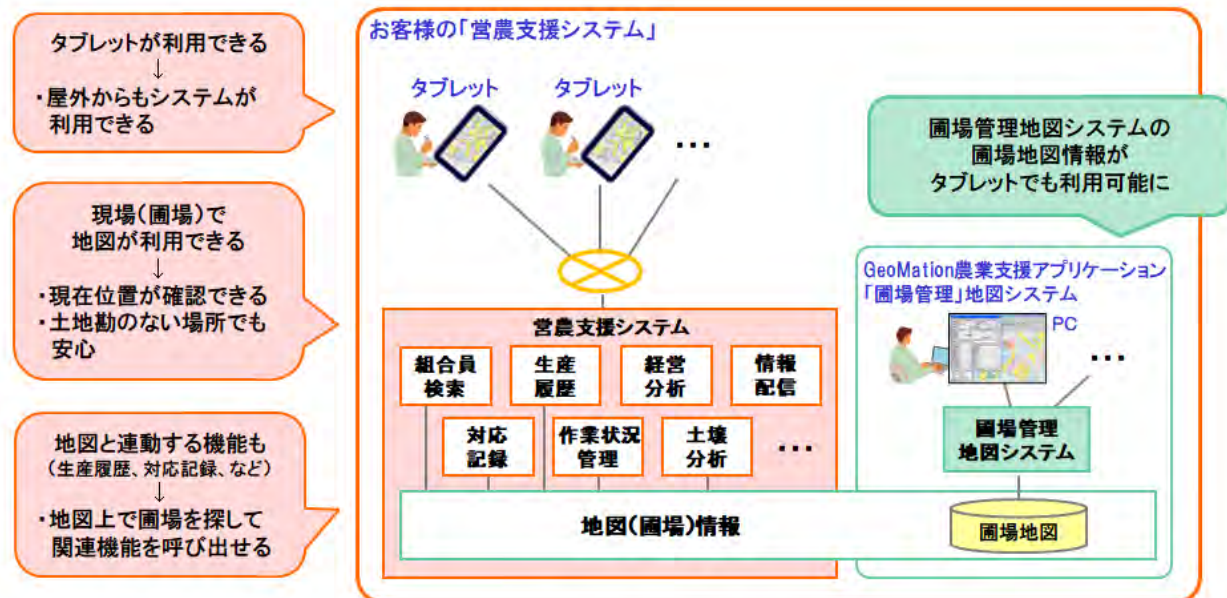 タブレットが利用できる
↓
・屋外からもシステムが
利用できる
現場(圃場)で
地図が利用できる
↓
・現在位置が確認できる
・土地勘のない場所でも
安心
地図と連動する機能も
(生産履歴、対応記録、など)
↓
・地図上で圃場を探して
関連機能を呼び出せる
お客様の「営農支援システム」
タブレット
タブレット
…
圃場管理地図システムの
圃場地図情報が
タブレットでも利用可能に
GeoMation農業支援アプリケーション
「圃場管理」地図システム
PC
…
圃場管理
地図システム
圃場地図
営農支援システム
組合員
検索
生産
履歴
経営
分析
情報
配信
対応
記録
作業状況
管理
土壌
分析
…
地図(圃場)情報